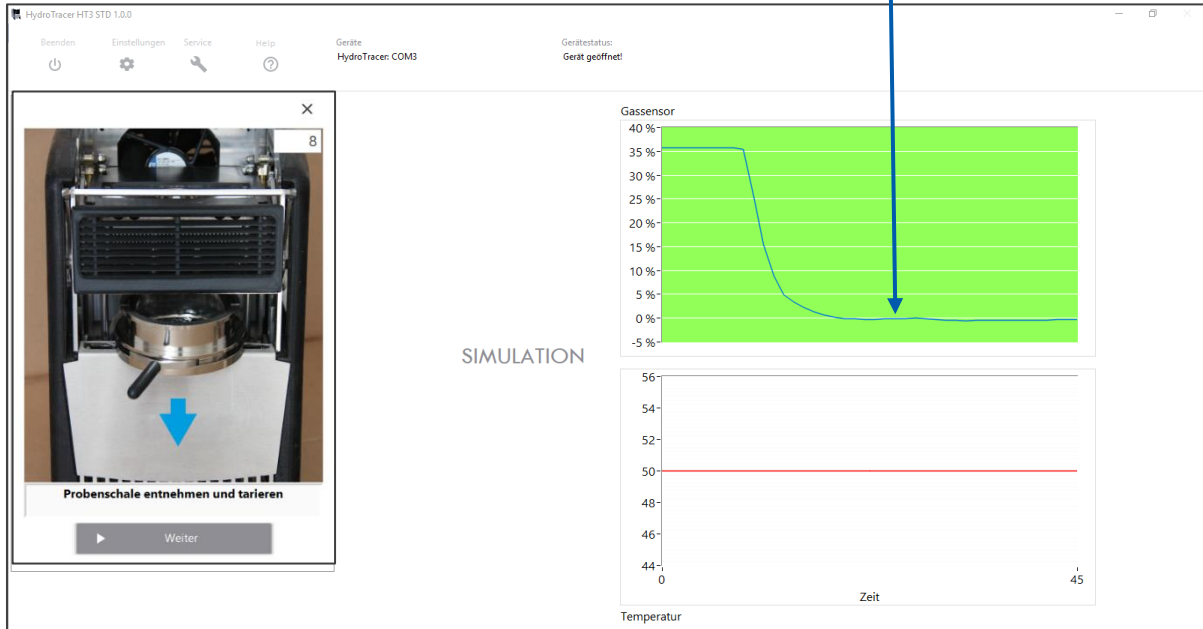 HydroTracer HT3 STD 1.0.0
Beenden Einstellungen Service Help
Geräte
HydroTracer: COM3
Gerätestatus:
Gerät geöffnet!
8
Probenschale entnehmen und tarieren
Weiter
SIMULATION
Gassensor
40 %
35 %
30 %
25 %
20 %
15 %
10 %
5 %
0 %
-5 %
56
54
52
50
48
46
44
0 45
Zeit
Temperatur